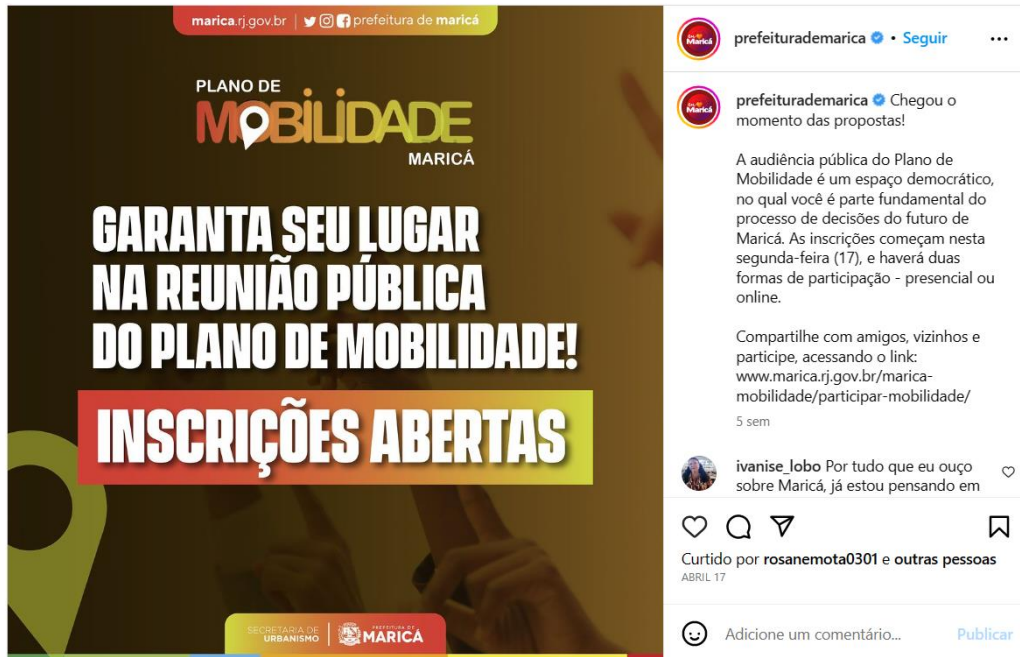 marica.rj.gov.br | prefeitura de maricá
PLANO DE
MOBILIDADE
MARICÁ
GARANTA SEU LUGAR
NA REUNIÃO PÚBLICA
DO PLANO DE MOBILIDADE!
INSCRIÇÕES ABERTAS
SECRETARIA DE
URBANISMO
PREFEITURA DE
MARICÁ
prefeiturademarica • Seguir
prefeiturademarica Chegou o
momento das propostas!
A audiência pública do Plano de
Mobilidade é um espaço democrático,
no qual você é parte fundamental do
processo de decisões do futuro de
Maricá. As inscrições começam nesta
segunda-feira (17), e haverá duas
formas de participação - presencial ou
online.
Compartilhe com amigos, vizinhos e
participe, acessando o link:
www.marica.rj.gov.br/marica-
mobilidade/participar-mobilidade/
5 sem
ivanise_lobo Por tudo que eu ouço
sobre Maricá, já estou pensando em
Curtido por rosanemota0301 e outras pessoas
ABRIL 17
Adicione um comentário...
Publicar